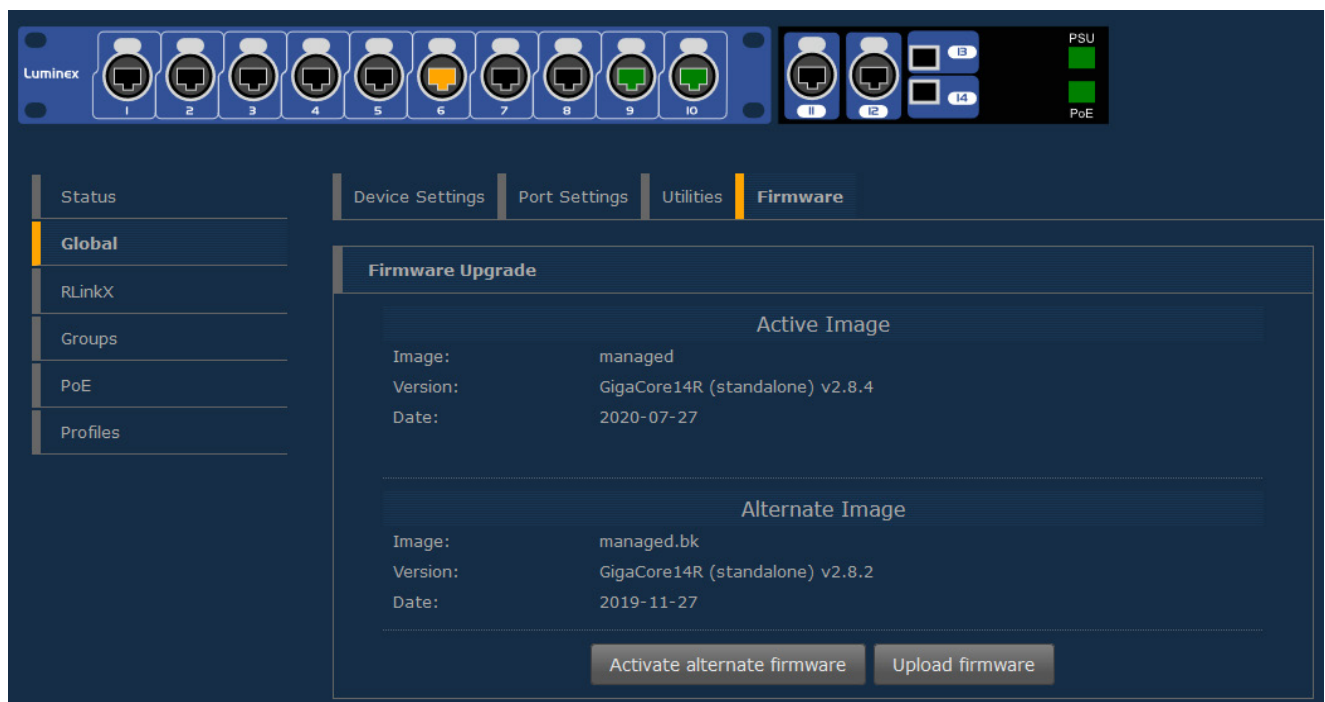 PSU
Luminex
1 2 3 4 5 6 7 8 9 10 11 12 13 14
PoE
Status
Global
RLinkX
Groups
PoE
Profiles
Device Settings Port Settings Utilities Firmware
Firmware Upgrade
Active Image
Image: managed
Version: GigaCore14R (standalone) v2.8.4
Date: 2020-07-27
Alternate Image
Image: managed.bk
Version: GigaCore14R (standalone) v2.8.2
Date: 2019-11-27
Activate alternate firmware Upload firmware